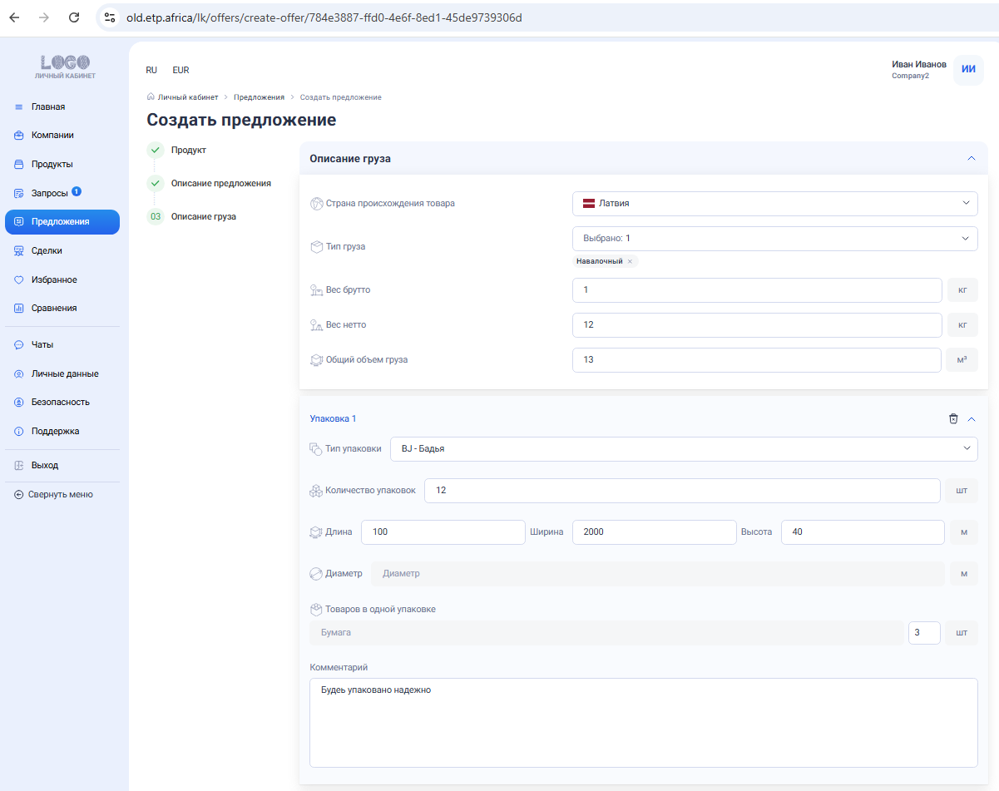 old.etp.africa/lk/offers/create-offer/784e3887-ffd0-4e6f-8ed1-45de9739306d
LOGO
ЛИЧНЫЙ КАБИНЕТ
Главная
Компании
Продукты
Запросы 1
Предложения
Сделки
Избранное
Сравнения
Чаты
Личные данные
Безопасность
Поддержка
Выход
Свернуть меню
RU EUR
Иван Иванов
Company2
ИИ
Личный кабинет > Предложения > Создать предложение
Создать предложение
Продукт
Описание предложения
03 Описание груза
Описание груза
Страна происхождения товара Латвия
Тип груза Выбрано: 1
Навалочный ×
Вес брутто 1 кг
Вес нетто 12 кг
Общий объем груза 13 м³
Упаковка 1
Тип упаковки BJ - Бадья
Количество упаковок 12 шт
Длина 100 Ширина 2000 Высота 40 м
Диаметр Диаметр м
Товаров в одной упаковке
Бумага 3 шт
Комментарий
Будеь упаковано надежно